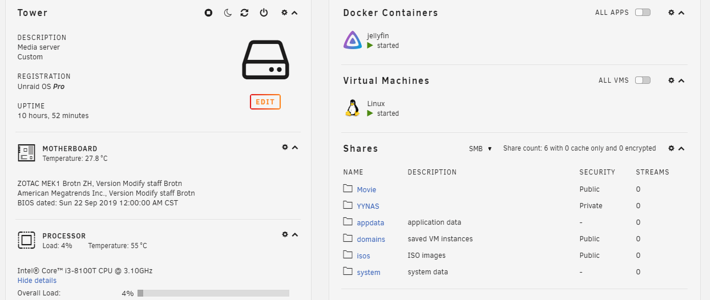 Tower
DESCRIPTION
Media server
Custom
REGISTRATION
Unraid OS Pro
UPTIME
10 hours, 52 minutes
EDIT
MOTHERBOARD
Temperature: 27.8 °C
ZOTAC MEK1 Brotn ZH, Version Modify staff Brotn
American Megatrends Inc., Version Modify staff Brotn
BIOS dated: Sun 22 Sep 2019 12:00:00 AM CST
PROCESSOR
Load: 4% Temperature: 55 °C
Intel® Core™ i3-8100T CPU @ 3.10GHz
Hide details
Overall Load: 4%
Docker Containers ALL APPS
jellyfin
started
Virtual Machines ALL VMS
Linux
started
Shares SMB Share count: 6 with 0 cache only and 0 encrypted
NAME DESCRIPTION SECURITY STREAMS
Movie Public 0
YYNAS Private 0
appdata application data - 0
domains saved VM instances Public 0
isos ISO images Public 0
system system data - 0